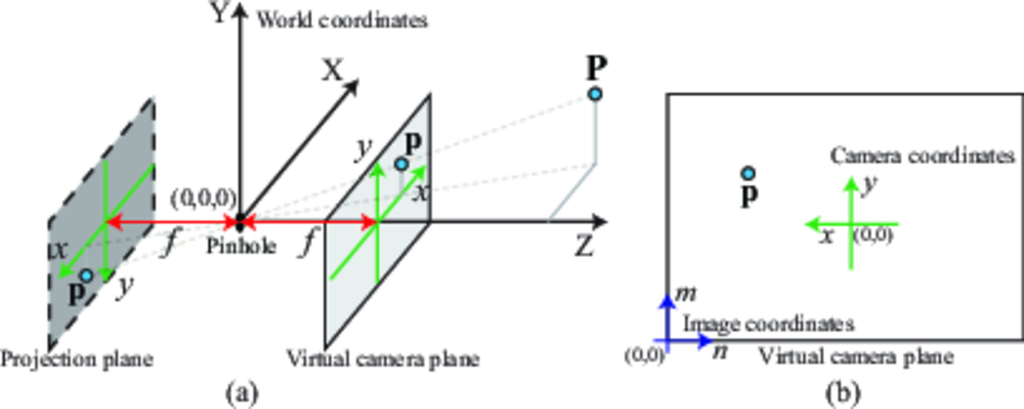 Y
World coordinates
X
P
y
p
x
(0,0,0)
f
Pinhole
f
Z
x
p
y
Projection plane
Virtual camera plane
(a)
Camera coordinates
p
y
x
(0,0)
m
Image coordinates
(0,0)
n
Virtual camera plane
(b)